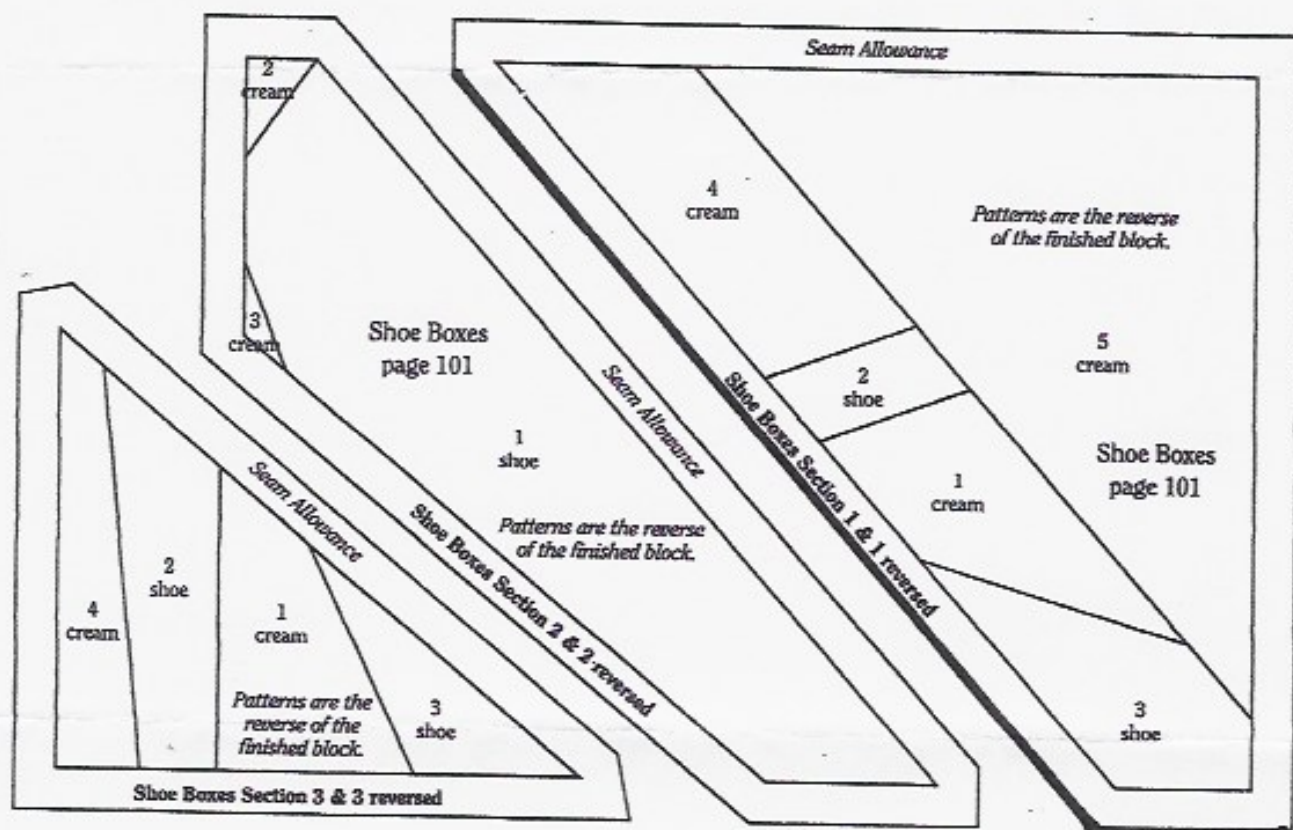 Seam Allowance
4
cream
Patterns are the reverse
of the finished block.
5
cream
2
shoe
1
cream
Shoe Boxes
page 101
3
shoe
Shoe Boxes Section 1 & 1 reversed
2
cream
3
cream
Shoe Boxes
page 101
1
shoe
Patterns are the reverse
of the finished block.
Seam Allowance
Shoe Boxes Section 2 & 2 reversed
Seam Allowance
4
cream
2
shoe
1
cream
Patterns are the
reverse of the
finished block.
3
shoe
Shoe Boxes Section 3 & 3 reversed